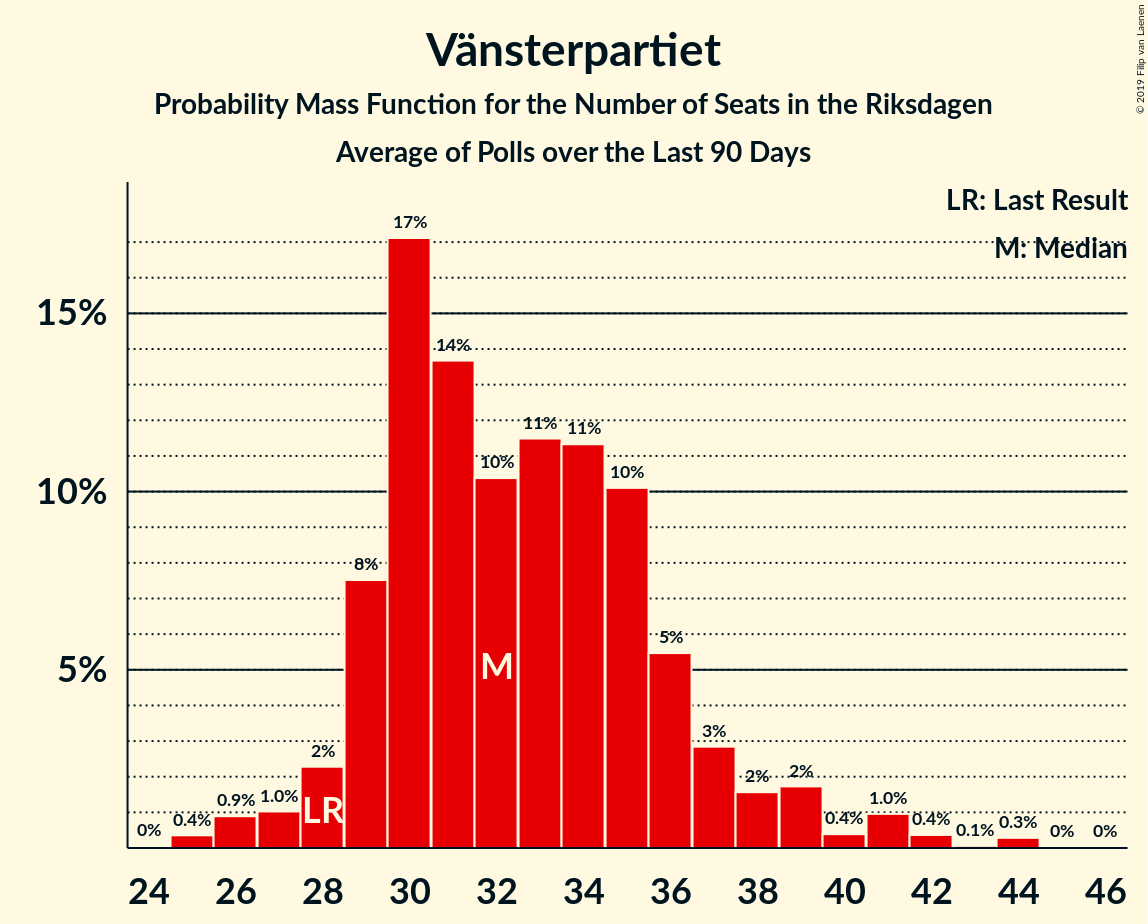 Vänsterpartiet
Probability Mass Function for the Number of Seats in the Riksdagen
Average of Polls over the Last 90 Days
© 2019 Filip van Laenen
LR: Last Result
M: Median
15%
10%
5%
0%
0.4%
0.9%
1.0%
2%
8%
17%
14%
10%
11%
11%
10%
5%
3%
2%
2%
0.4%
1.0%
0.4%
0.1%
0.3%
0%
0%
LR
M
24 26 28 30 32 34 36 38 40 42 44 46